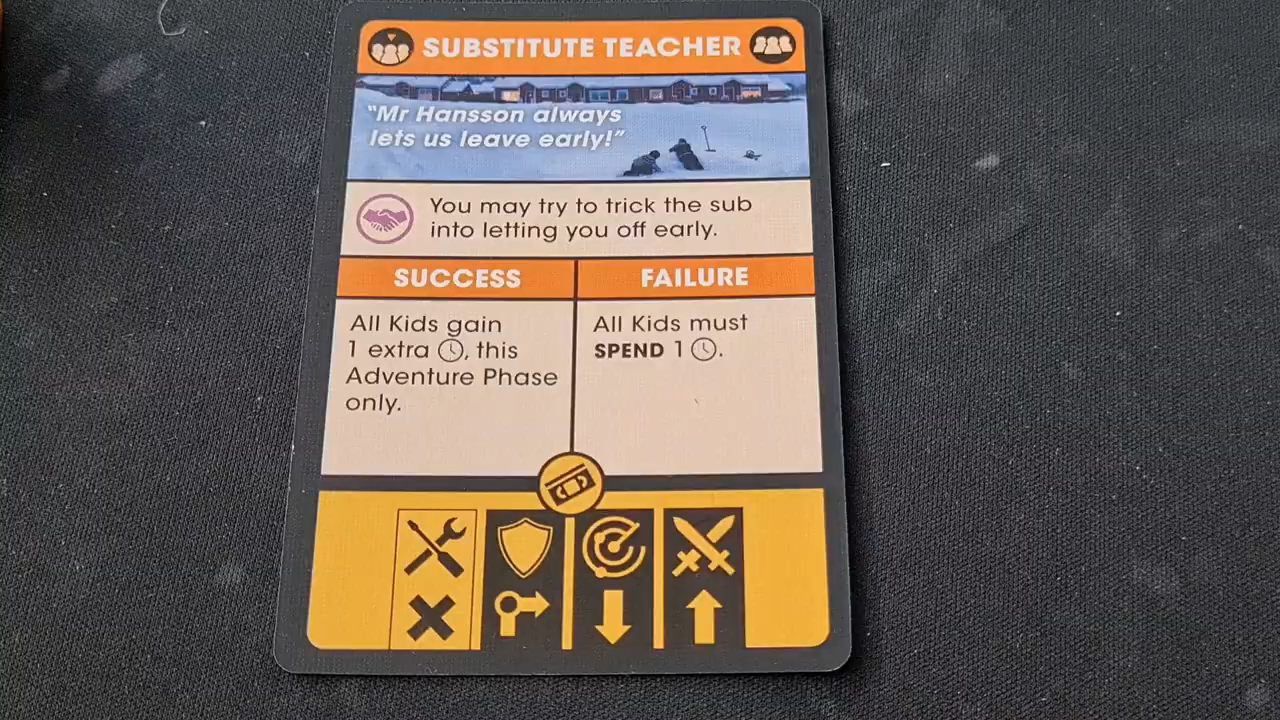 SUBSTITUTE TEACHER
"Mr Hansson always
lets us leave early!"
You may try to trick the sub
into letting you off early.
SUCCESS
FAILURE
All Kids gain
1 extra , this
Adventure Phase
only.
All Kids must
SPEND 1 .